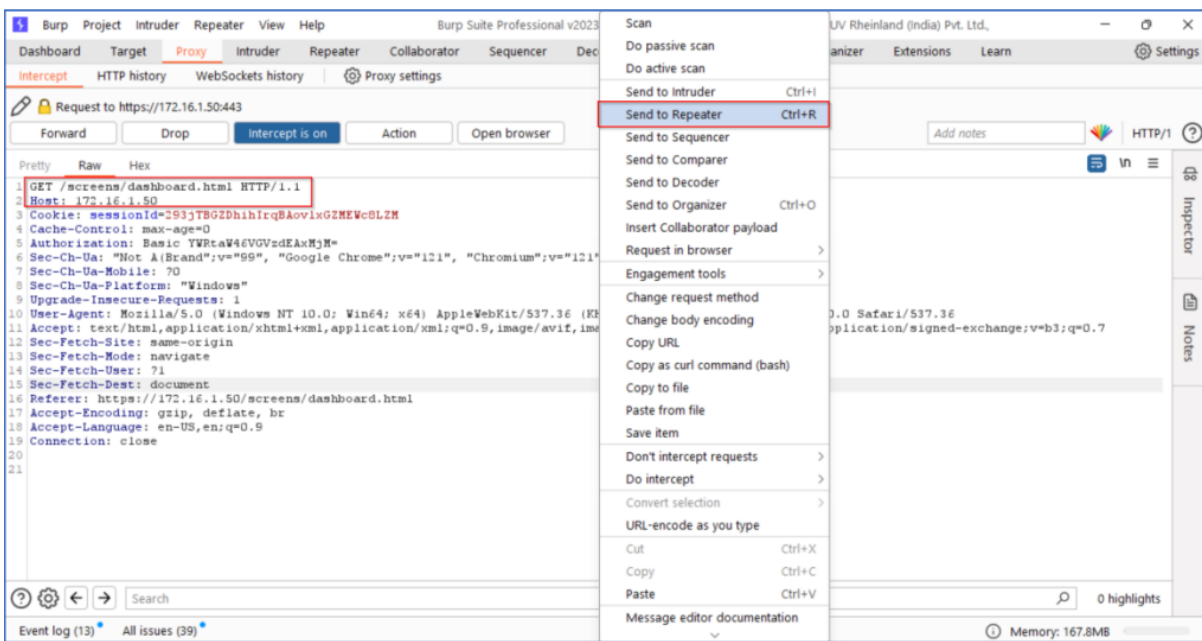 Burp Project Intruder Repeater View Help Burp Suite Professional v2023 UV Rheinland (India) Pvt. Ltd.,
Dashboard Target Proxy Intruder Repeater Collaborator Sequencer Dec anizer Extensions Learn Settings
Intercept HTTP history WebSockets history Proxy settings
Request to https://172.16.1.50:443
Forward Drop Intercept is on Action Open browser Add notes HTTP/1
Pretty Raw Hex \n
1 GET /screens/dashboard.html HTTP/1.1
2 Host: 172.16.1.50
3 Cookie: sessionId=293jTBGZDhihIrqBAovlxGZMEWc8LZM
4 Cache-Control: max-age=0
5 Authorization: Basic YWRtaW46VGVzdEAxMjM=
6 Sec-Ch-Ua: "Not A(Brand";v="99", "Google Chrome";v="121", "Chromium";v="121"
7 Sec-Ch-Ua-Mobile: ?0
8 Sec-Ch-Ua-Platform: "Windows"
9 Upgrade-Insecure-Requests: 1
10 User-Agent: Mozilla/5.0 (Windows NT 10.0; Win64; x64) AppleWebKit/537.36 (KH 0.0 Safari/537.36
11 Accept: text/html,application/xhtml+xml,application/xml;q=0.9,image/avif,ima plication/signed-exchange;v=b3;q=0.7
12 Sec-Fetch-Site: same-origin
13 Sec-Fetch-Mode: navigate
14 Sec-Fetch-User: ?1
15 Sec-Fetch-Dest: document
16 Referer: https://172.16.1.50/screens/dashboard.html
17 Accept-Encoding: gzip, deflate, br
18 Accept-Language: en-US,en;q=0.9
19 Connection: close
20
21
Scan
Do passive scan
Do active scan
Send to Intruder Ctrl+I
Send to Repeater Ctrl+R
Send to Sequencer
Send to Comparer
Send to Decoder
Send to Organizer Ctrl+O
Insert Collaborator payload
Request in browser
Engagement tools
Change request method
Change body encoding
Copy URL
Copy as curl command (bash)
Copy to file
Paste from file
Save item
Don't intercept requests
Do intercept
Convert selection
URL-encode as you type
Cut Ctrl+X
Copy Ctrl+C
Paste Ctrl+V
Message editor documentation
Inspector
Notes
Search 0 highlights
Event log (13) All issues (39) Memory: 167.8MB